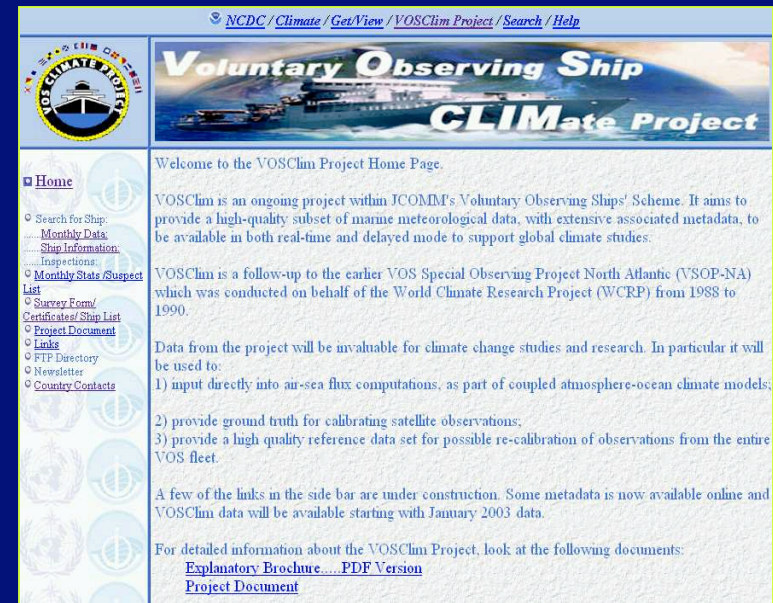 NCDC / Climate / Get/View / VOSClim Project / Search / Help
VOS CLIMATE PROJECT
Voluntary Observing Ship
CLIMate Project
Home
Search for Ship:
......Monthly Data:
......Ship Information:
......Inspections:
Monthly Stats /Suspect
List
Survey Form/
Certificates/ Ship List
Project Document
Links
FTP Directory
Newsletter
Country Contacts
Welcome to the VOSClim Project Home Page.
VOSClim is an ongoing project within JCOMM's Voluntary Observing Ships' Scheme. It aims to
provide a high-quality subset of marine meteorological data, with extensive associated metadata, to
be available in both real-time and delayed mode to support global climate studies.
VOSClim is a follow-up to the earlier VOS Special Observing Project North Atlantic (VSOP-NA)
which was conducted on behalf of the World Climate Research Project (WCRP) from 1988 to
1990.
Data from the project will be invaluable for climate change studies and research. In particular it will
be used to:
1) input directly into air-sea flux computations, as part of coupled atmosphere-ocean climate models;
2) provide ground truth for calibrating satellite observations;
3) provide a high quality reference data set for possible re-calibration of observations from the entire
VOS fleet.
A few of the links in the side bar are under construction. Some metadata is now available online and
VOSClim data will be available starting with January 2003 data.
For detailed information about the VOSClim Project, look at the following documents:
Explanatory Brochure.....PDF Version
Project Document